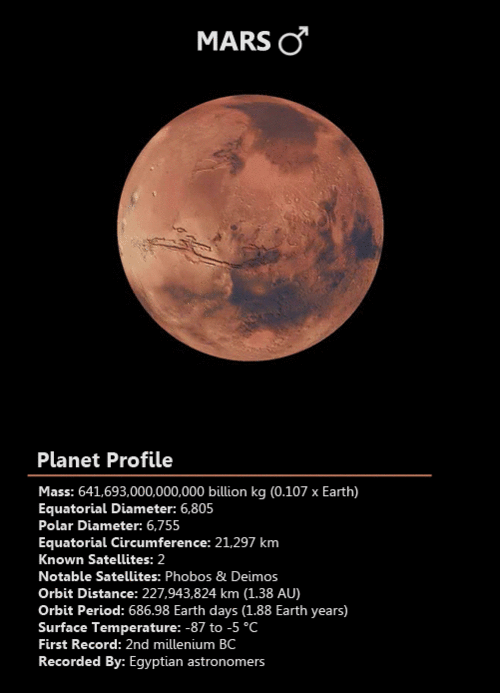 MARS ♂
Planet Profile
Mass: 641,693,000,000,000 billion kg (0.107 x Earth)
Equatorial Diameter: 6,805
Polar Diameter: 6,755
Equatorial Circumference: 21,297 km
Known Satellites: 2
Notable Satellites: Phobos & Deimos
Orbit Distance: 227,943,824 km (1.38 AU)
Orbit Period: 686.98 Earth days (1.88 Earth years)
Surface Temperature: -87 to -5 °C
First Record: 2nd millenium BC
Recorded By: Egyptian astronomers